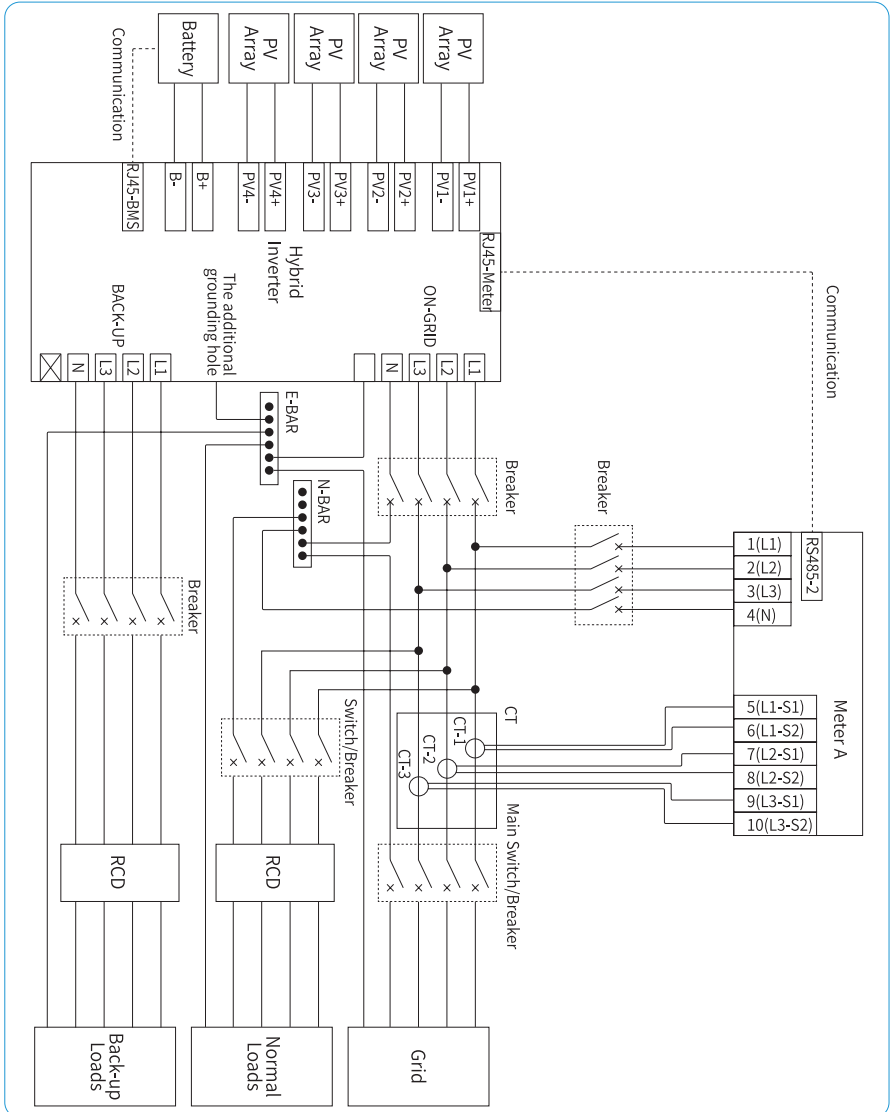 Communication
Battery
PV
Array
PV
Array
PV
Array
PV
Array
RJ45-BMS
B-
B+
PV4-
PV4+
PV3-
PV3+
PV2-
PV2+
PV1-
PV1+
RJ45-Meter
Hybrid
Inverter
Communication
The additional
grounding hole
BACK-UP
ON-GRID
N
L3
L2
L1
N
L3
L2
L1
E-BAR
N-BAR
Breaker
Breaker
RS485-2
1(L1)
2(L2)
3(L3)
4(N)
Meter A
5(L1-S1)
6(L1-S2)
7(L2-S1)
8(L2-S2)
9(L3-S1)
10(L3-S2)
Breaker
Switch/Breaker
CT
CT-1
CT-2
CT-3
Main Switch/Breaker
RCD
RCD
Back-up
Loads
Normal
Loads
Grid